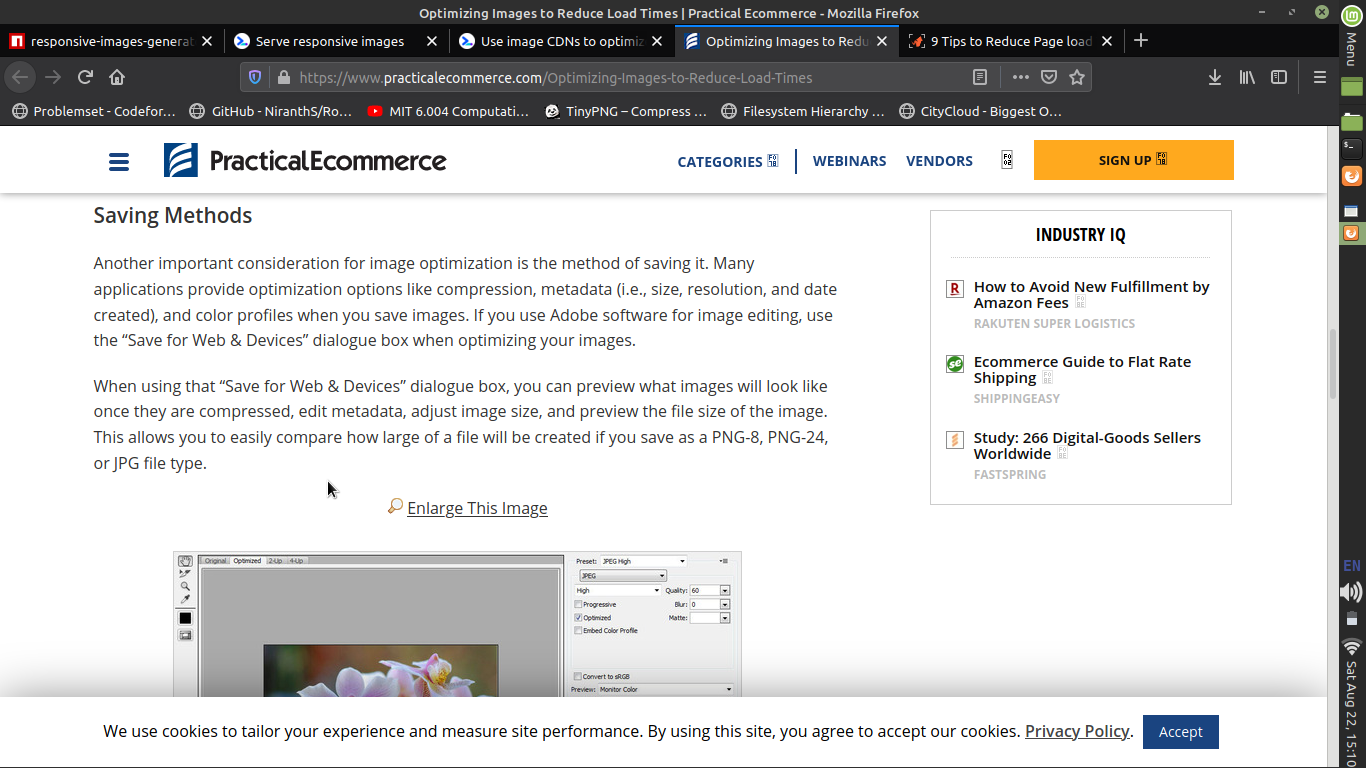 Optimizing Images to Reduce Load Times | Practical Ecommerce - Mozilla Firefox
responsive-images-generat
Serve responsive images
Use image CDNs to optimiz
Optimizing Images to Redu
9 Tips to Reduce Page load
https://www.practicalecommerce.com/Optimizing-Images-to-Reduce-Load-Times
Problemset - Codefor...
GitHub - NiranthS/Ro...
MIT 6.004 Computati...
TinyPNG – Compress ...
Filesystem Hierarchy ...
CityCloud - Biggest O...
PracticalEcommerce
CATEGORIES
WEBINARS
VENDORS
SIGN UP
Saving Methods
Another important consideration for image optimization is the method of saving it. Many
applications provide optimization options like compression, metadata (i.e., size, resolution, and date
created), and color profiles when you save images. If you use Adobe software for image editing, use
the “Save for Web & Devices” dialogue box when optimizing your images.
When using that “Save for Web & Devices” dialogue box, you can preview what images will look like
once they are compressed, edit metadata, adjust image size, and preview the file size of the image.
This allows you to easily compare how large of a file will be created if you save as a PNG-8, PNG-24,
or JPG file type.
Enlarge This Image
Original Optimized 2-Up 4-Up
Preset: JPEG High
JPEG
High Quality: 60
Progressive Blur: 0
Optimized Matte:
Embed Color Profile
Convert to sRGB
Preview: Monitor Color
INDUSTRY IQ
How to Avoid New Fulfillment by
Amazon Fees
RAKUTEN SUPER LOGISTICS
Ecommerce Guide to Flat Rate
Shipping
SHIPPINGEASY
Study: 266 Digital-Goods Sellers
Worldwide
FASTSPRING
We use cookies to tailor your experience and measure site performance. By using this site, you agree to accept our cookies. Privacy Policy.
Accept
Menu
EN
Sat Aug 22, 15:10